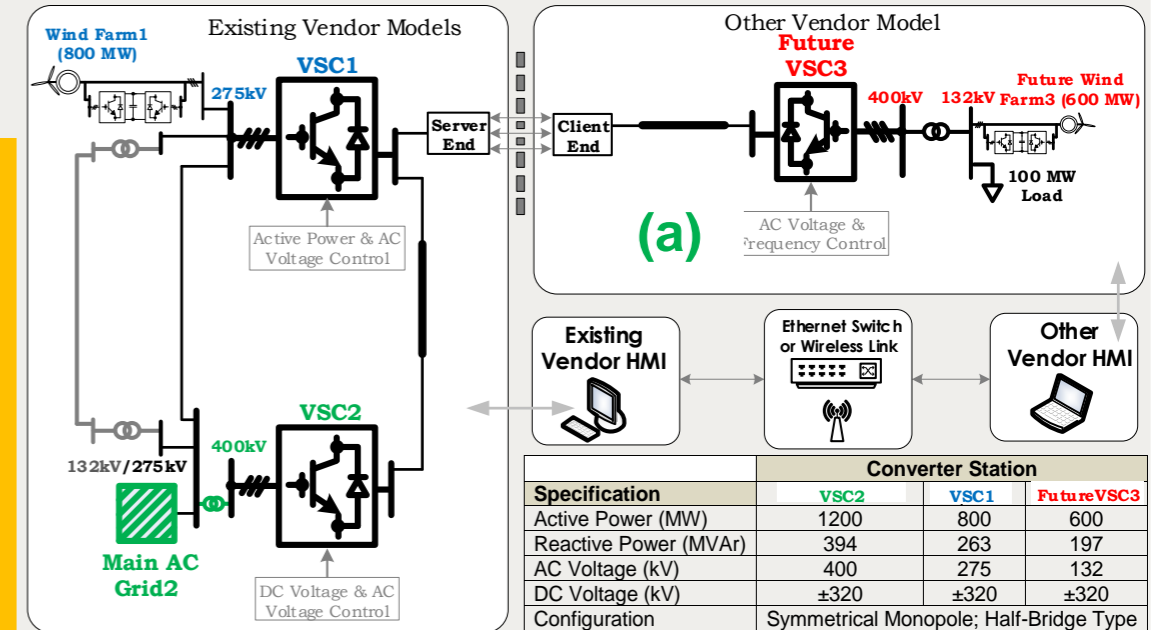 Existing Vendor Models
Wind Farm1
(800 MW)
VSC1
275kV
Server
End
Active Power & AC
Voltage Control
VSC2
400kV
132kV/275kV
Main AC
Grid2
DC Voltage & AC
Voltage Control
Other Vendor Model
Future
VSC3
400kV
132kV
Future Wind
Farm3 (600 MW)
Client
End
100 MW
Load
(a)
AC Voltage &
Frequency Control
Existing
Vendor HMI
Ethernet Switch
or Wireless Link
Other
Vendor HMI
Converter Station
Specification VSC2 VSC1 FutureVSC3
Active Power (MW) 1200 800 600
Reactive Power (MVAr) 394 263 197
AC Voltage (kV) 400 275 132
DC Voltage (kV) ±320 ±320 ±320
Configuration Symmetrical Monopole; Half-Bridge Type